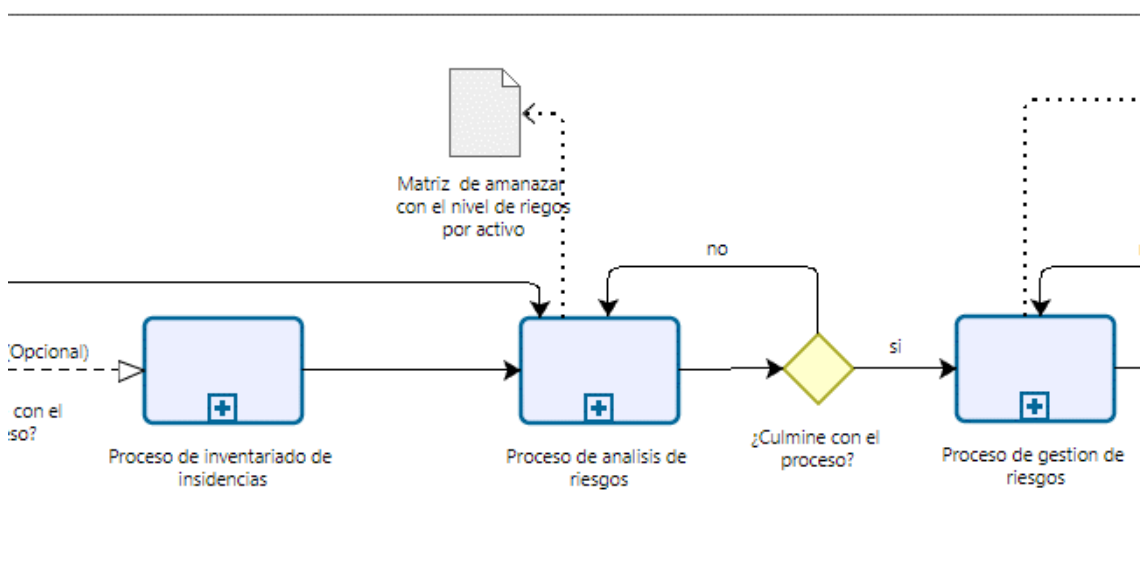 Matriz de amanazar
con el nivel de riegos
por activo
no
(Opcional)
si
con el
so?
Proceso de inventariado de
insidencias
Proceso de analisis de
riesgos
¿Culmine con el
proceso?
Proceso de gestion de
riesgos